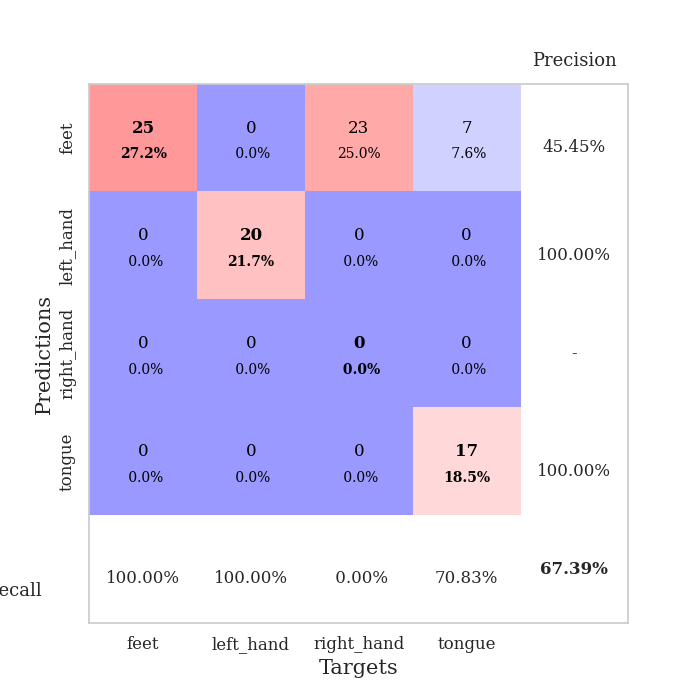 Precision
feet 25 0 23 7 45.45%
27.2% 0.0% 25.0% 7.6%
left_hand 0 20 0 0 100.00%
0.0% 21.7% 0.0% 0.0%
right_hand 0 0 0 0 -
0.0% 0.0% 0.0% 0.0%
tongue 0 0 0 17 100.00%
0.0% 0.0% 0.0% 18.5%
ecall 100.00% 100.00% 0.00% 70.83% 67.39%
feet left_hand right_hand tongue
Targets
Predictions